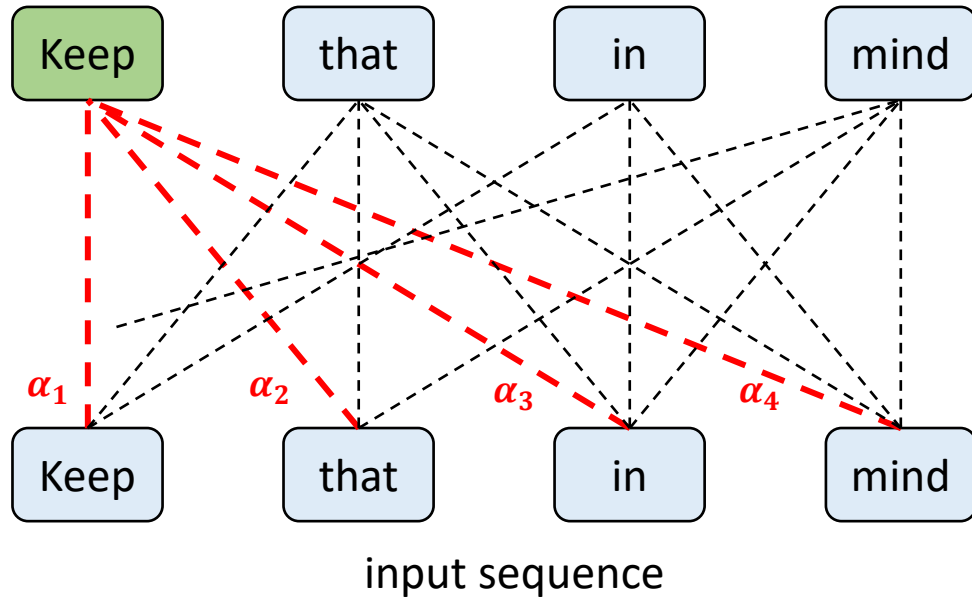 Keep that in mind
α₁ α₂ α₃ α₄
Keep that in mind
input sequence